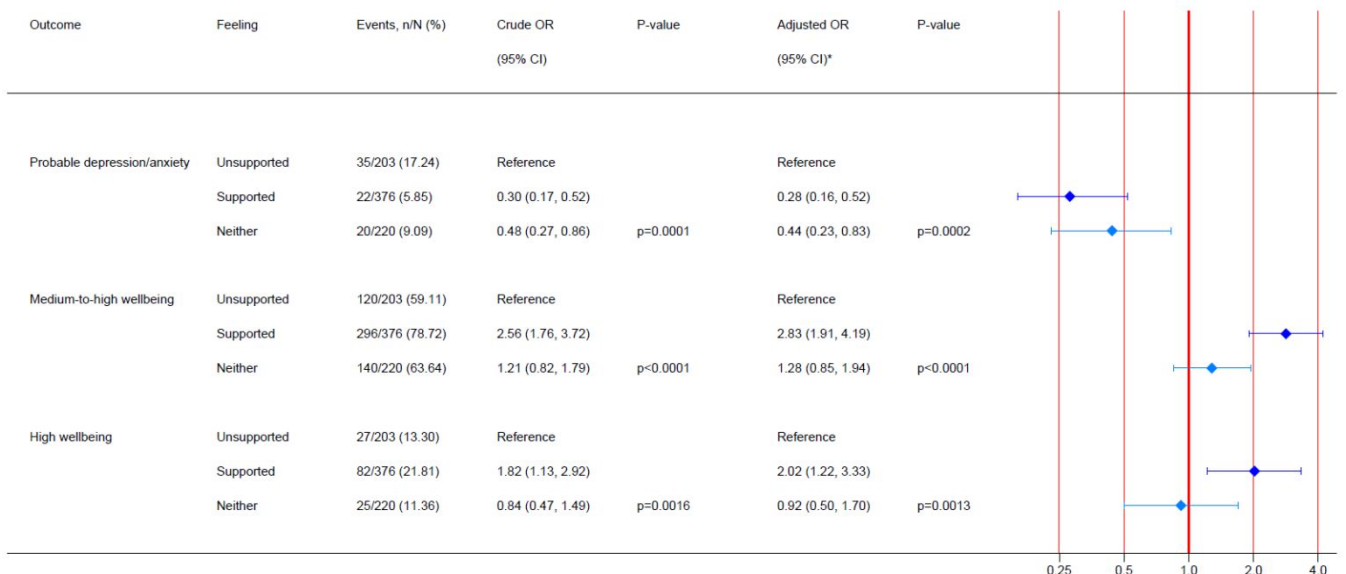 Outcome Feeling Events, n/N (%) Crude OR P-value Adjusted OR P-value
(95% CI) (95% CI)*
Probable depression/anxiety Unsupported 35/203 (17.24) Reference Reference
Supported 22/376 (5.85) 0.30 (0.17, 0.52) 0.28 (0.16, 0.52)
Neither 20/220 (9.09) 0.48 (0.27, 0.86) p=0.0001 0.44 (0.23, 0.83) p=0.0002
Medium-to-high wellbeing Unsupported 120/203 (59.11) Reference Reference
Supported 296/376 (78.72) 2.56 (1.76, 3.72) 2.83 (1.91, 4.19)
Neither 140/220 (63.64) 1.21 (0.82, 1.79) p<0.0001 1.28 (0.85, 1.94) p<0.0001
High wellbeing Unsupported 27/203 (13.30) Reference Reference
Supported 82/376 (21.81) 1.82 (1.13, 2.92) 2.02 (1.22, 3.33)
Neither 25/220 (11.36) 0.84 (0.47, 1.49) p=0.0016 0.92 (0.50, 1.70) p=0.0013
0.25 0.5 1.0 2.0 4.0